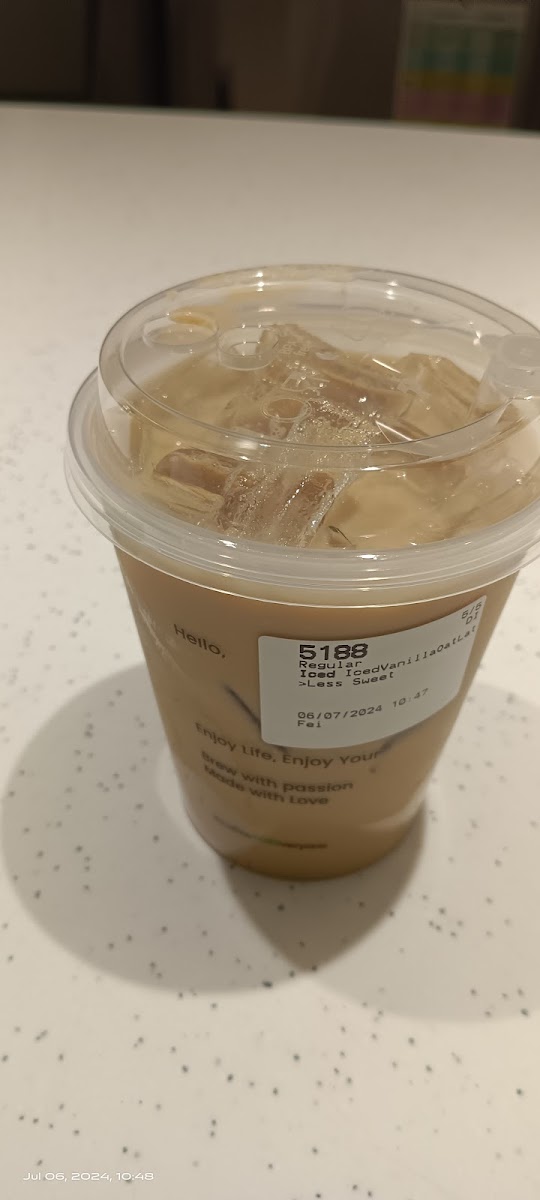 Hello,
5/5
DI
5188
Regular
Iced IcedVanillaOatLat
>Less Sweet
06/07/2024 10:47
Fei
Enjoy Life, Enjoy Your
Brew with passion
Made with Love
Jul 06, 2024, 10:48